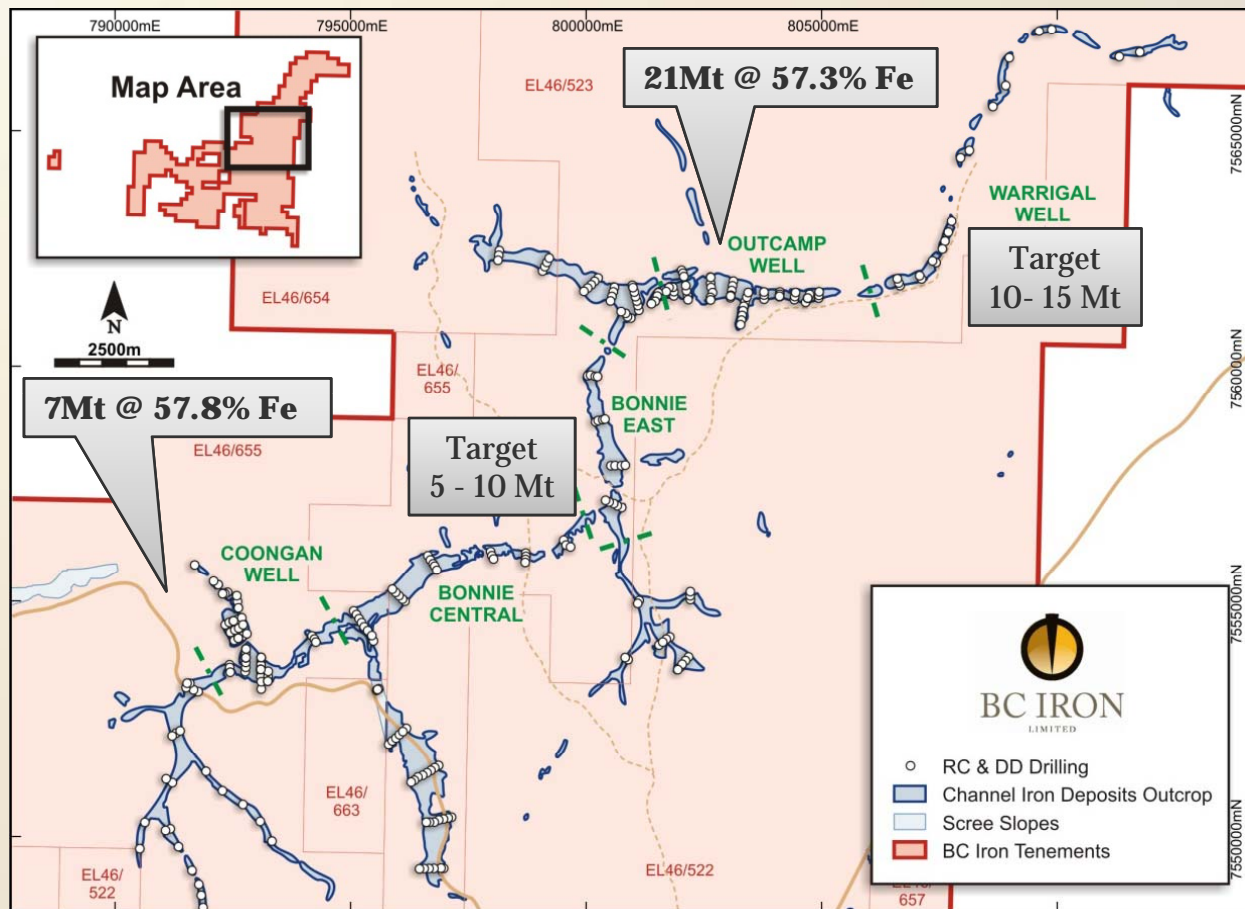 790000mE
795000mE
800000mE
805000mE
Map Area
EL46/523
21Mt @ 57.3% Fe
7565000mN
WARRIGAL
WELL
OUTCAMP
WELL
Target
10- 15 Mt
EL46/654
N
2500m
EL46/
655
7560000mN
7Mt @ 57.8% Fe
BONNIE
EAST
Target
5 - 10 Mt
EL46/655
COONGAN
WELL
BONNIE
CENTRAL
7555000mN
BC IRON
LIMITED
RC & DD Drilling
Channel Iron Deposits Outcrop
Scree Slopes
BC Iron Tenements
EL46/
663
EL46/
522
EL46/522
657
7550000mN